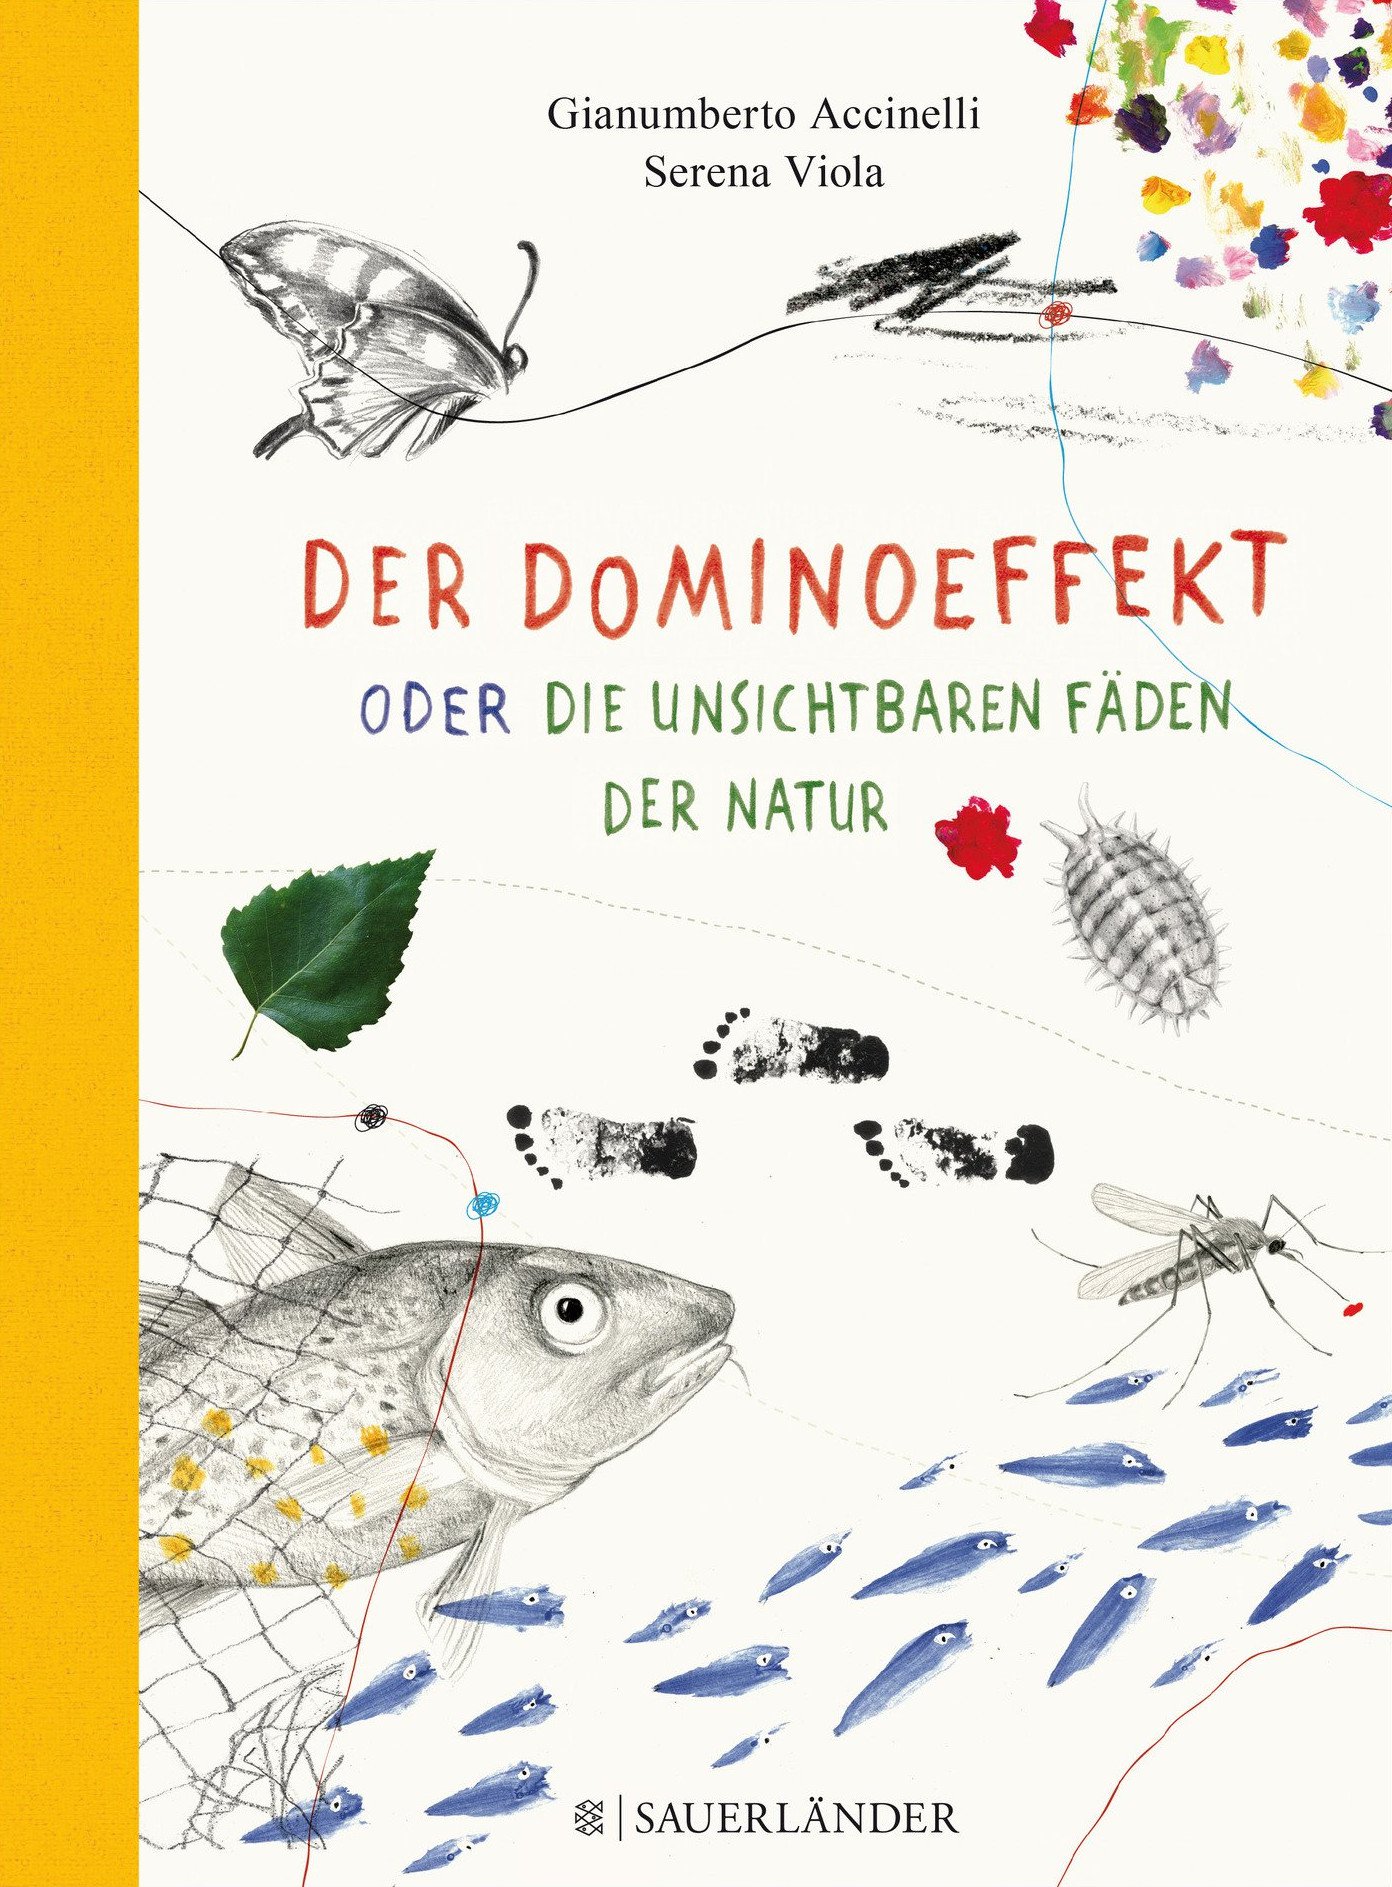 Gianumberto Accinelli
Serena Viola
DER DOMINOEFFEKT
ODER DIE UNSICHTBAREN FÄDEN
DER NATUR
SAUERLÄNDER